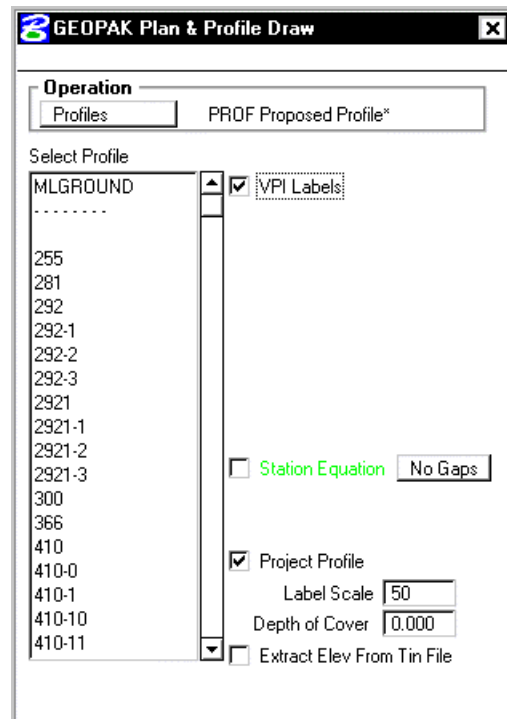 GEOPAK Plan & Profile Draw
Operation
Profiles PROF Proposed Profile*
Select Profile
MLGROUND
--------
255
281
292
292-1
292-2
292-3
2921
2921-1
2921-2
2921-3
300
366
410
410-0
410-1
410-10
410-11
VPI Labels
Station Equation No Gaps
Project Profile
Label Scale 50
Depth of Cover 0.000
Extract Elev From Tin File